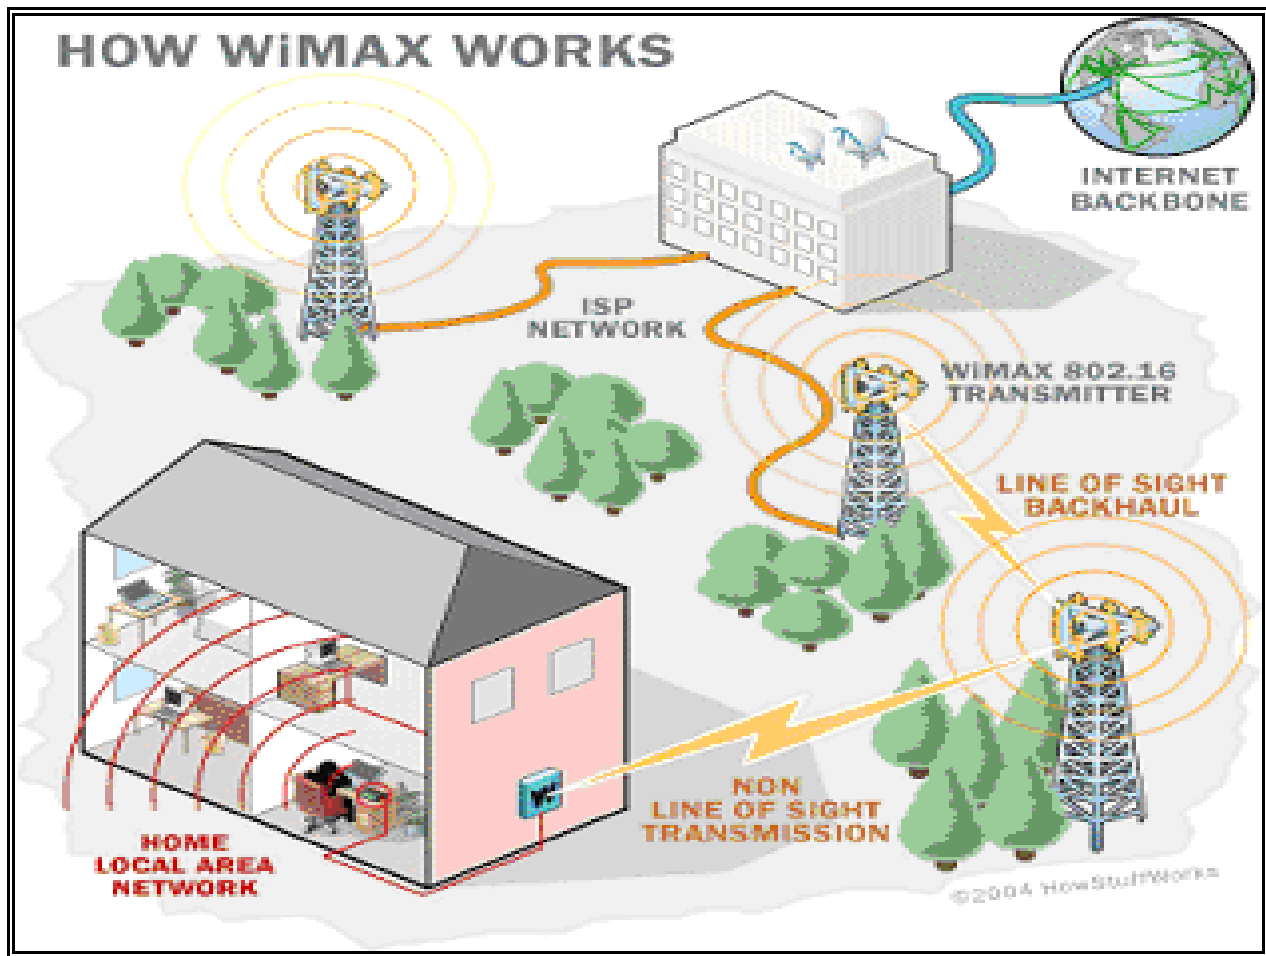 HOW WiMAX WORKS
INTERNET
BACKBONE
ISP
NETWORK
WiMAX 802.16
TRANSMITTER
LINE OF SIGHT
BACKHAUL
NON
LINE OF SIGHT
TRANSMISSION
HOME
LOCAL AREA
NETWORK
©2004 HowStuffWorks